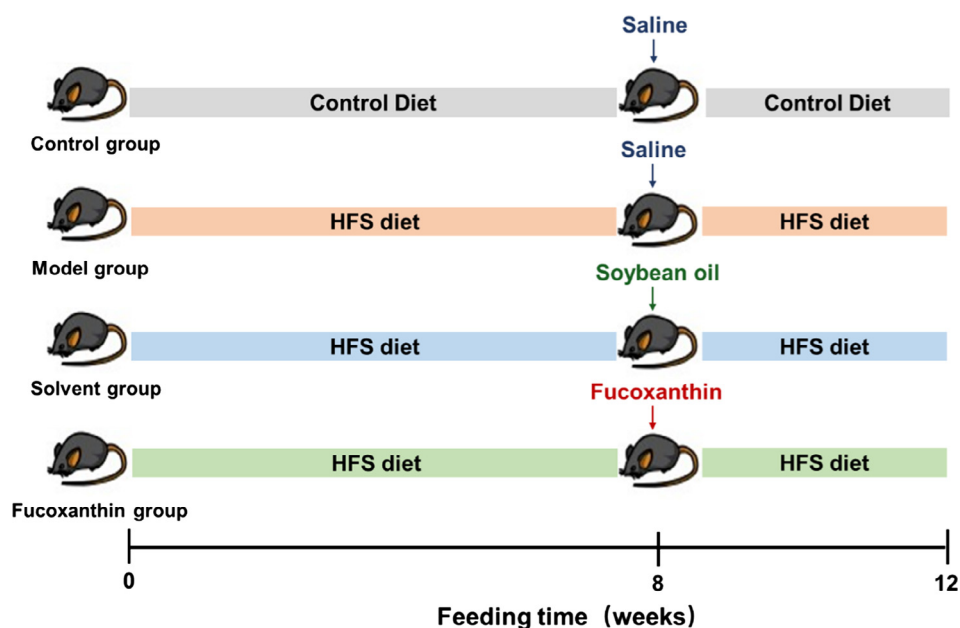 Saline
Control Diet
Control Diet
Control group
Saline
HFS diet
HFS diet
Model group
Soybean oil
HFS diet
HFS diet
Solvent group
Fucoxanthin
HFS diet
HFS diet
Fucoxanthin group
0
8
12
Feeding time（weeks）